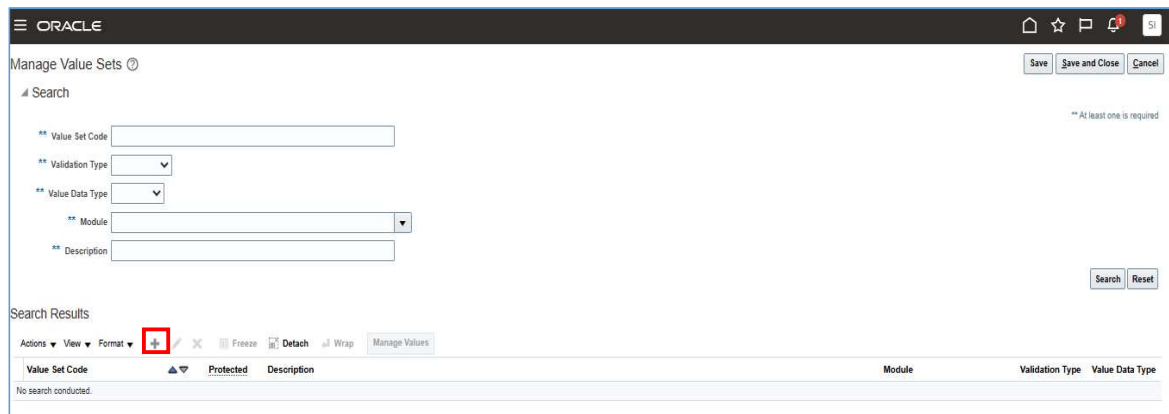 ORACLE 1 SI
Manage Value Sets Save Save and Close Cancel
Search
** At least one is required
** Value Set Code
** Validation Type
** Value Data Type
** Module
** Description
Search Reset
Search Results
Actions View Format Freeze Detach Wrap Manage Values
Value Set Code Protected Description Module Validation Type Value Data Type
No search conducted.